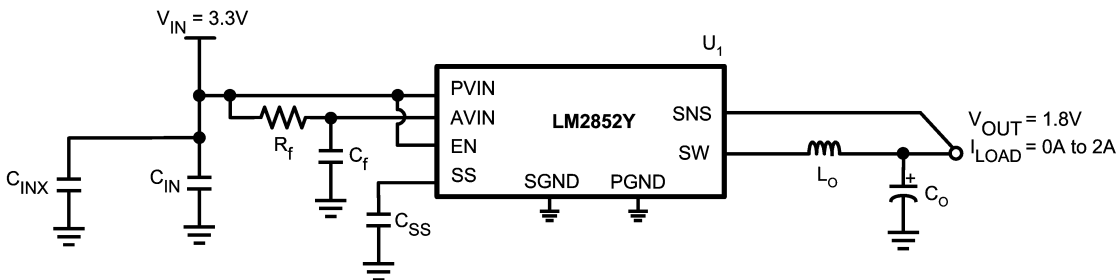 V_IN = 3.3V
U_1
PVIN
AVIN
EN
SS
LM2852Y
SNS
SW
SGND
PGND
R_f
C_f
C_INX
C_IN
C_SS
L_O
C_O
+
V_OUT = 1.8V
I_LOAD = 0A to 2A